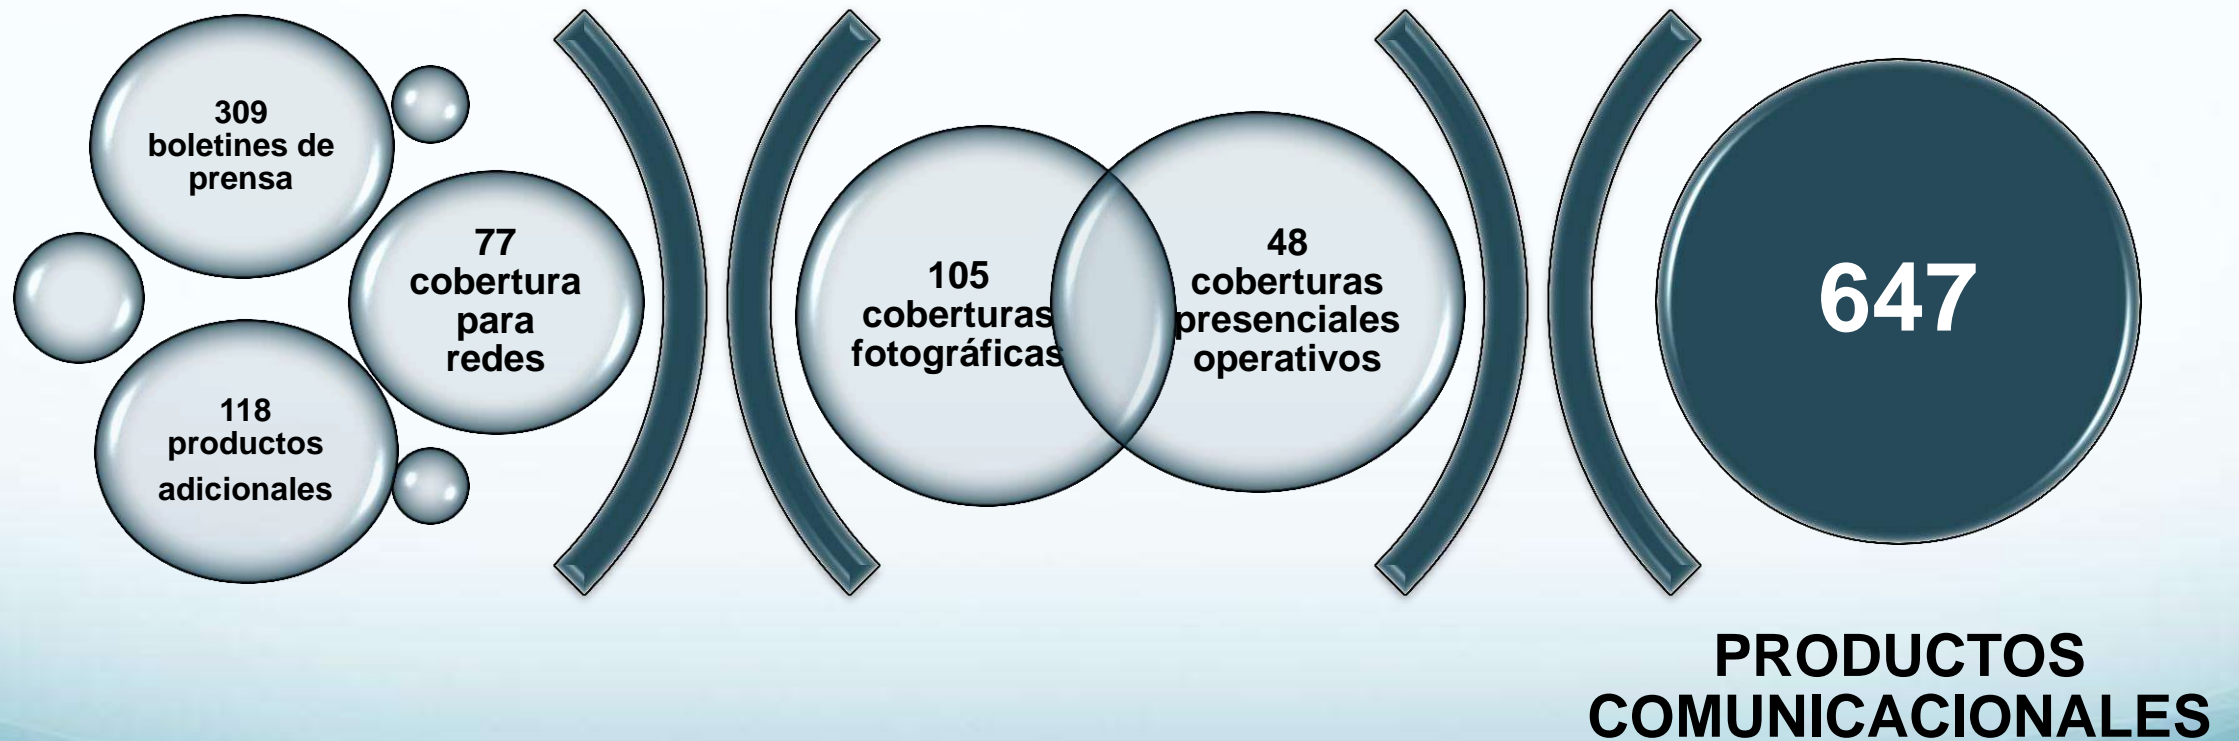 309
boletines de
prensa
77
cobertura
para
redes
118
productos
adicionales
105
coberturas
fotográficas
48
coberturas
presenciales
operativos
647
PRODUCTOS
COMUNICACIONALES